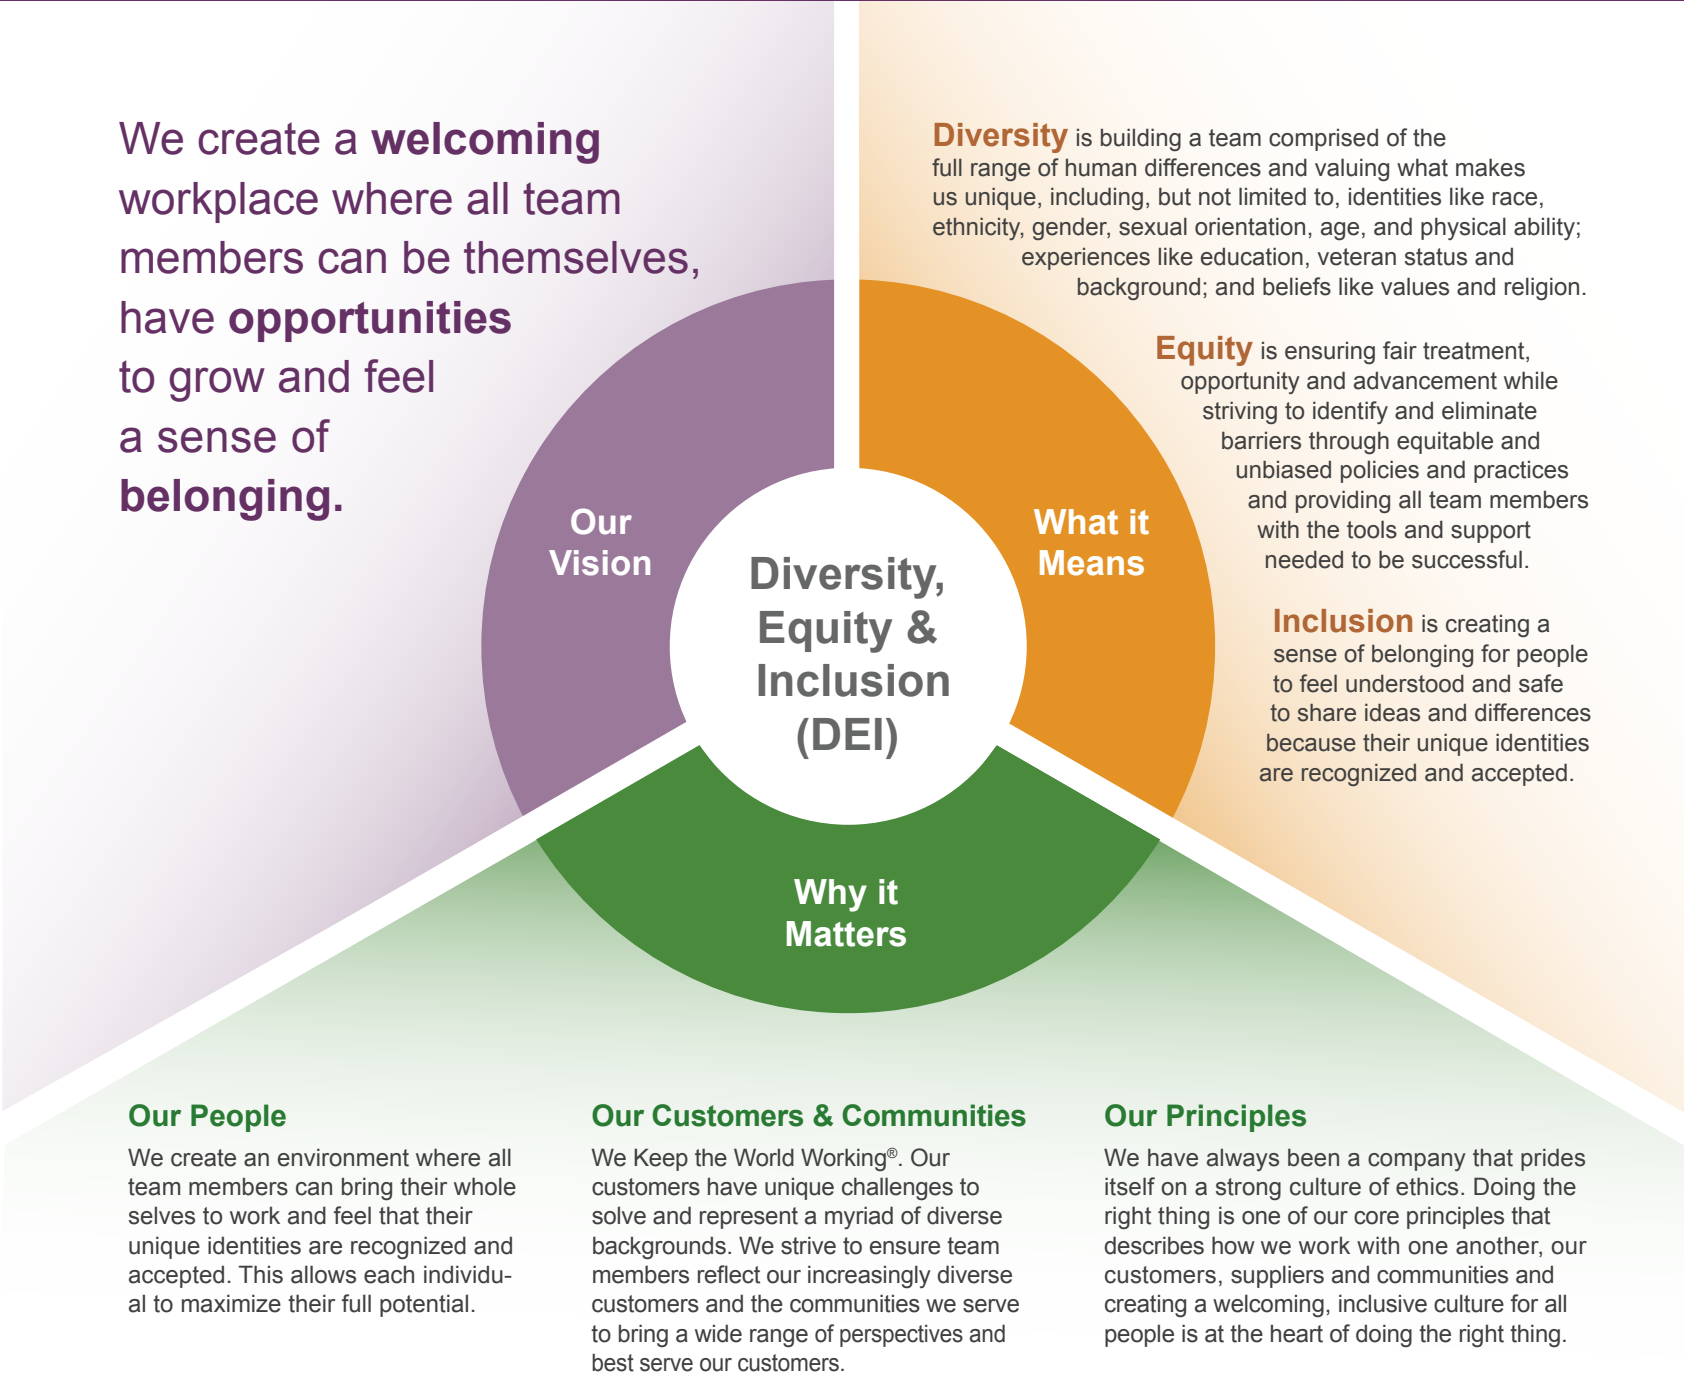 We create a welcoming
workplace where all team
members can be themselves,
have opportunities
to grow and feel
a sense of
belonging.
Diversity is building a team comprised of the
full range of human differences and valuing what makes
us unique, including, but not limited to, identities like race,
ethnicity, gender, sexual orientation, age, and physical ability;
experiences like education, veteran status and
background; and beliefs like values and religion.
Equity is ensuring fair treatment,
opportunity and advancement while
striving to identify and eliminate
barriers through equitable and
unbiased policies and practices
and providing all team members
with the tools and support
needed to be successful.
Inclusion is creating a
sense of belonging for people
to feel understood and safe
to share ideas and differences
because their unique identities
are recognized and accepted.
Our
Vision
What it
Means
Diversity,
Equity &
Inclusion
(DEI)
Why it
Matters
Our People
We create an environment where all
team members can bring their whole
selves to work and feel that their
unique identities are recognized and
accepted. This allows each individu-
al to maximize their full potential.
Our Customers & Communities
We Keep the World Working®. Our
customers have unique challenges to
solve and represent a myriad of diverse
backgrounds. We strive to ensure team
members reflect our increasingly diverse
customers and the communities we serve
to bring a wide range of perspectives and
best serve our customers.
Our Principles
We have always been a company that prides
itself on a strong culture of ethics. Doing the
right thing is one of our core principles that
describes how we work with one another, our
customers, suppliers and communities and
creating a welcoming, inclusive culture for all
people is at the heart of doing the right thing.